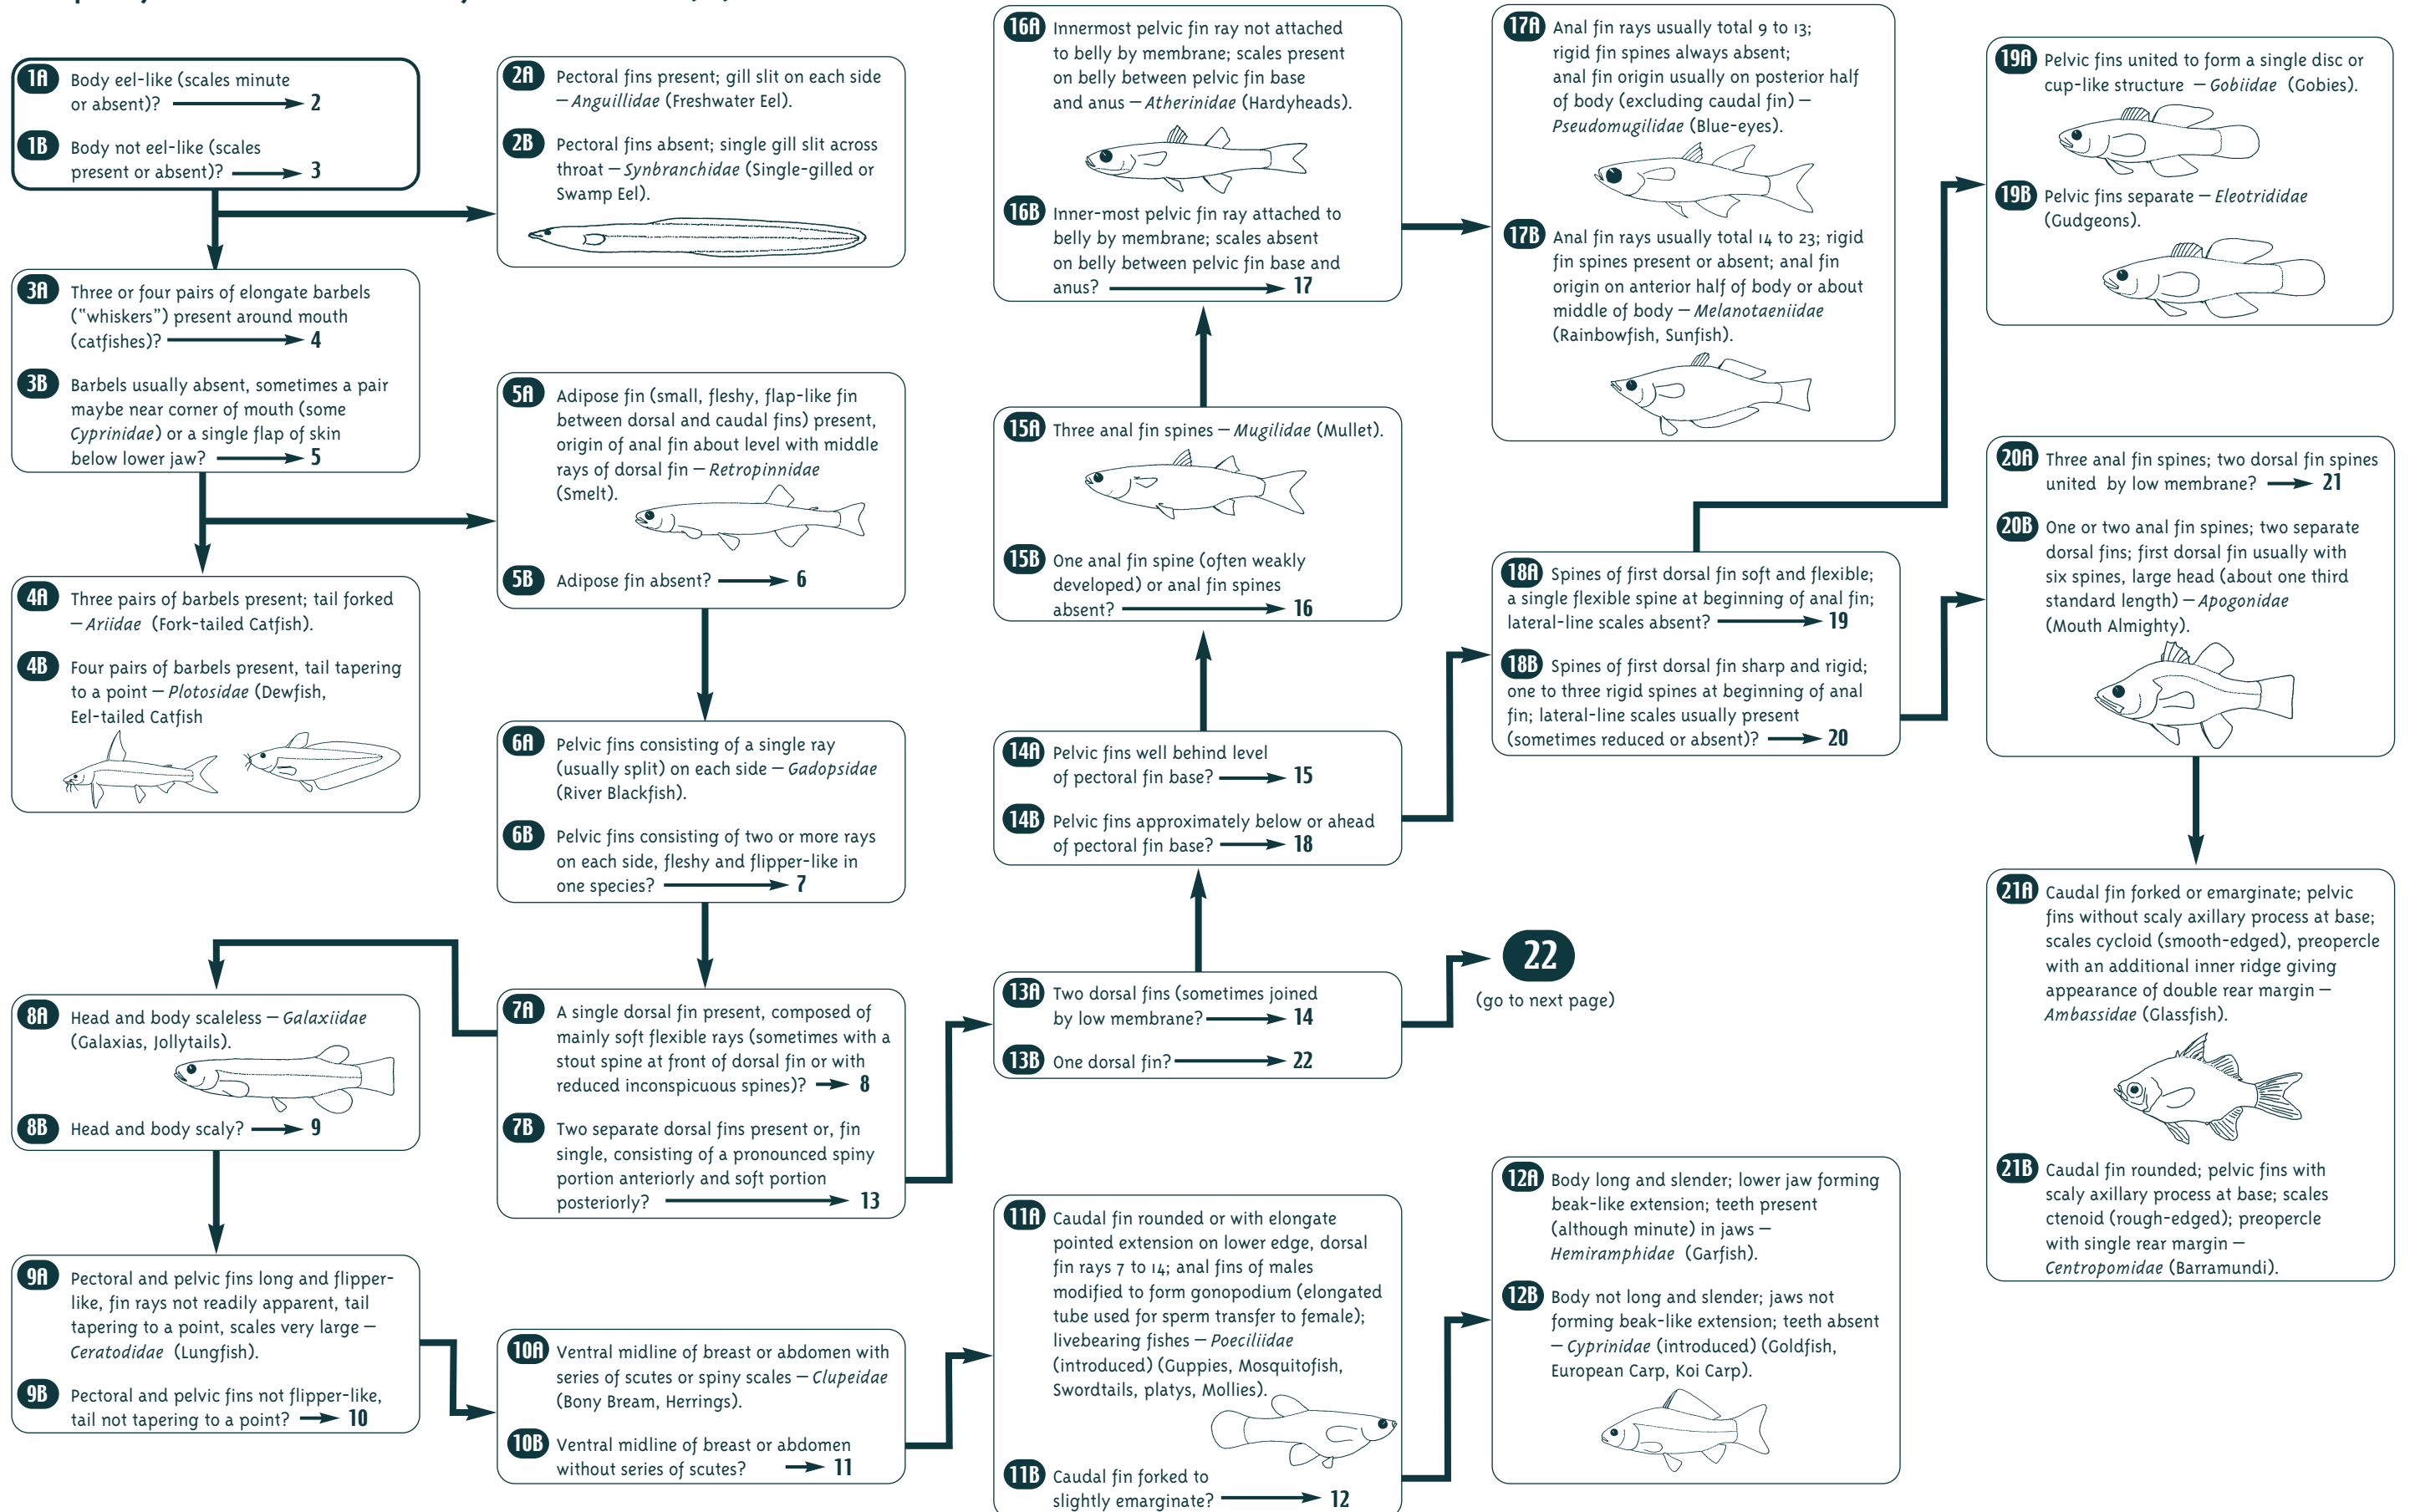 1A Body eel-like (scales minute
or absent)? 2
1B Body not eel-like (scales
present or absent)? 3
2A Pectoral fins present; gill slit on each side
– Anguillidae (Freshwater Eel).
2B Pectoral fins absent; single gill slit across
throat – Synbranchidae (Single-gilled or
Swamp Eel).
3A Three or four pairs of elongate barbels
("whiskers") present around mouth
(catfishes)? 4
3B Barbels usually absent, sometimes a pair
maybe near corner of mouth (some
Cyprinidae) or a single flap of skin
below lower jaw? 5
4A Three pairs of barbels present; tail forked
– Ariidae (Fork-tailed Catfish).
4B Four pairs of barbels present, tail tapering
to a point – Plotosidae (Dewfish,
Eel-tailed Catfish
5A Adipose fin (small, fleshy, flap-like fin
between dorsal and caudal fins) present,
origin of anal fin about level with middle
rays of dorsal fin – Retropinnidae
(Smelt).
5B Adipose fin absent? 6
6A Pelvic fins consisting of a single ray
(usually split) on each side – Gadopsidae
(River Blackfish).
6B Pelvic fins consisting of two or more rays
on each side, fleshy and flipper-like in
one species? 7
7A A single dorsal fin present, composed of
mainly soft flexible rays (sometimes with a
stout spine at front of dorsal fin or with
reduced inconspicuous spines)? 8
7B Two separate dorsal fins present or, fin
single, consisting of a pronounced spiny
portion anteriorly and soft portion
posteriorly? 13
8A Head and body scaleless – Galaxiidae
(Galaxias, Jollytails).
8B Head and body scaly? 9
9A Pectoral and pelvic fins long and flipper-
like, fin rays not readily apparent, tail
tapering to a point, scales very large –
Ceratodidae (Lungfish).
9B Pectoral and pelvic fins not flipper-like,
tail not tapering to a point? 10
10A Ventral midline of breast or abdomen with
series of scutes or spiny scales – Clupeidae
(Bony Bream, Herrings).
10B Ventral midline of breast or abdomen
without series of scutes? 11
11A Caudal fin rounded or with elongate
pointed extension on lower edge, dorsal
fin rays 7 to 14; anal fins of males
modified to form gonopodium (elongated
tube used for sperm transfer to female);
livebearing fishes – Poeciliidae
(introduced) (Guppies, Mosquitofish,
Swordtails, platys, Mollies).
11B Caudal fin forked to
slightly emarginate? 12
12A Body long and slender; lower jaw forming
beak-like extension; teeth present
(although minute) in jaws –
Hemiramphidae (Garfish).
12B Body not long and slender; jaws not
forming beak-like extension; teeth absent
– Cyprinidae (introduced) (Goldfish,
European Carp, Koi Carp).
13A Two dorsal fins (sometimes joined
by low membrane? 14
13B One dorsal fin? 22
22
(go to next page)
14A Pelvic fins well behind level
of pectoral fin base? 15
14B Pelvic fins approximately below or ahead
of pectoral fin base? 18
15A Three anal fin spines – Mugilidae (Mullet).
15B One anal fin spine (often weakly
developed) or anal fin spines
absent? 16
16A Innermost pelvic fin ray not attached
to belly by membrane; scales present
on belly between pelvic fin base
and anus – Atherinidae (Hardyheads).
16B Inner-most pelvic fin ray attached to
belly by membrane; scales absent
on belly between pelvic fin base and
anus? 17
17A Anal fin rays usually total 9 to 13;
rigid fin spines always absent;
anal fin origin usually on posterior half
of body (excluding caudal fin) –
Pseudomugilidae (Blue-eyes).
17B Anal fin rays usually total 14 to 23; rigid
fin spines present or absent; anal fin
origin on anterior half of body or about
middle of body – Melanotaeniidae
(Rainbowfish, Sunfish).
18A Spines of first dorsal fin soft and flexible;
a single flexible spine at beginning of anal fin;
lateral-line scales absent? 19
18B Spines of first dorsal fin sharp and rigid;
one to three rigid spines at beginning of anal
fin; lateral-line scales usually present
(sometimes reduced or absent)? 20
19A Pelvic fins united to form a single disc or
cup-like structure – Gobiidae (Gobies).
19B Pelvic fins separate – Eleotrididae
(Gudgeons).
20A Three anal fin spines; two dorsal fin spines
united by low membrane? 21
20B One or two anal fin spines; two separate
dorsal fins; first dorsal fin usually with
six spines, large head (about one third
standard length) – Apogonidae
(Mouth Almighty).
21A Caudal fin forked or emarginate; pelvic
fins without scaly axillary process at base;
scales cycloid (smooth-edged), preopercle
with an additional inner ridge giving
appearance of double rear margin –
Ambassidae (Glassfish).
21B Caudal fin rounded; pelvic fins with
scaly axillary process at base; scales
ctenoid (rough-edged); preopercle
with single rear margin –
Centropomidae (Barramundi).